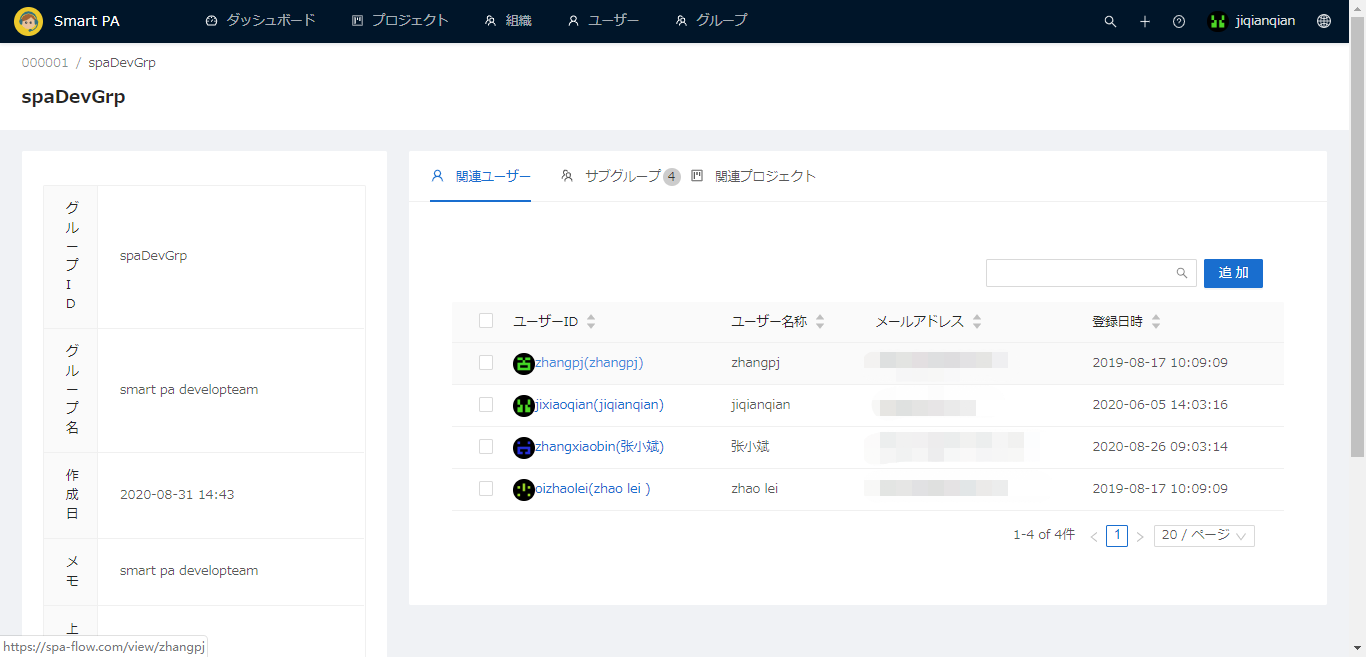 Smart PA ダッシュボード プロジェクト 組織 ユーザー グループ jiqianqian
000001 / spaDevGrp
spaDevGrp
グループID spaDevGrp
グループ名 smart pa developteam
作成日 2020-08-31 14:43
メモ smart pa developteam
上
関連ユーザー サブグループ 4 関連プロジェクト
追 加
ユーザーID ユーザー名称 メールアドレス 登録日時
zhangpj(zhangpj) zhangpj 2019-08-17 10:09:09
jixiaoqian(jiqianqian) jiqianqian 2020-06-05 14:03:16
zhangxiaobin(张小斌) 张小斌 2020-08-26 09:03:14
oizhaolei(zhao lei ) zhao lei 2019-08-17 10:09:09
1-4 of 4件 < 1 > 20 / ページ
https://spa-flow.com/view/zhangpj